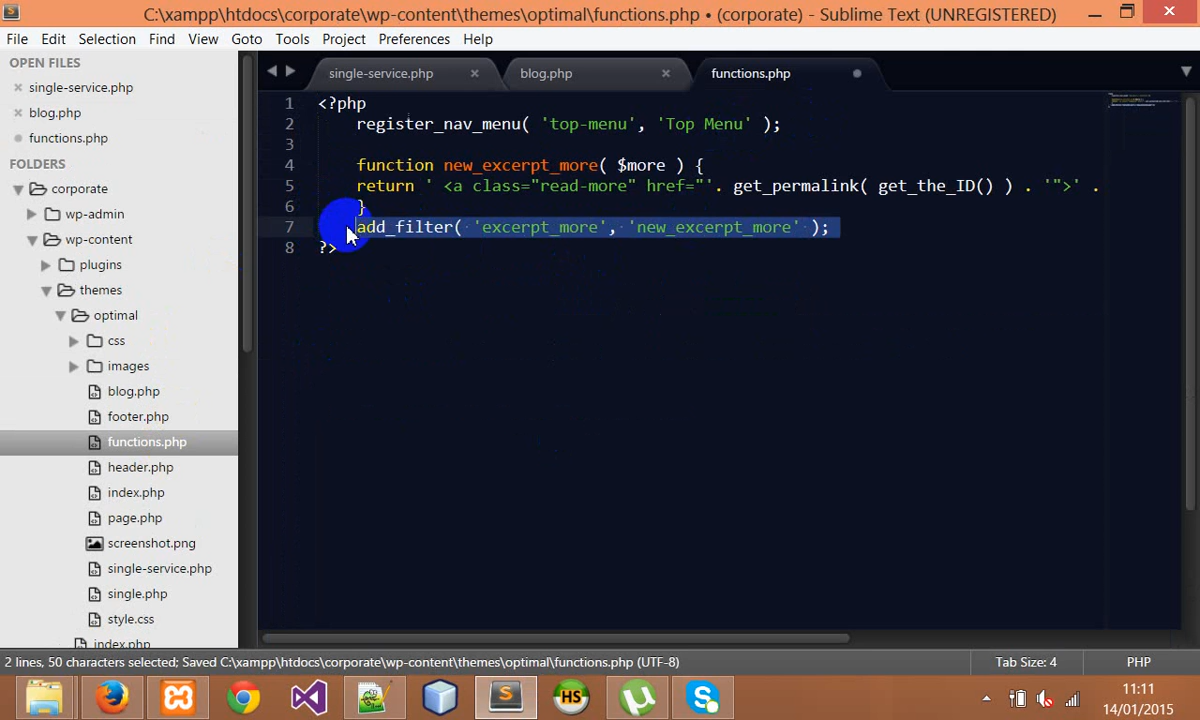 C:\xampp\htdocs\corporate\wp-content\themes\optimal\functions.php • (corporate) - Sublime Text (UNREGISTERED)
File Edit Selection Find View Goto Tools Project Preferences Help
OPEN FILES
single-service.php
blog.php
functions.php
FOLDERS
corporate
wp-admin
wp-content
plugins
themes
optimal
css
images
blog.php
footer.php
functions.php
header.php
index.php
page.php
screenshot.png
single-service.php
single.php
style.css
index.php
single-service.php blog.php functions.php
1 <?php
2 register_nav_menu( 'top-menu', 'Top Menu' );
3
4 function new_excerpt_more( $more ) {
5 return ' <a class="read-more" href="'. get_permalink( get_the_ID() ) . '">' .
6 }
7 add_filter( 'excerpt_more', 'new_excerpt_more' );
8 ?>
2 lines, 50 characters selected; Saved C:\xampp\htdocs\corporate\wp-content\themes\optimal\functions.php (UTF-8) Tab Size: 4 PHP
HS
11:11
14/01/2015